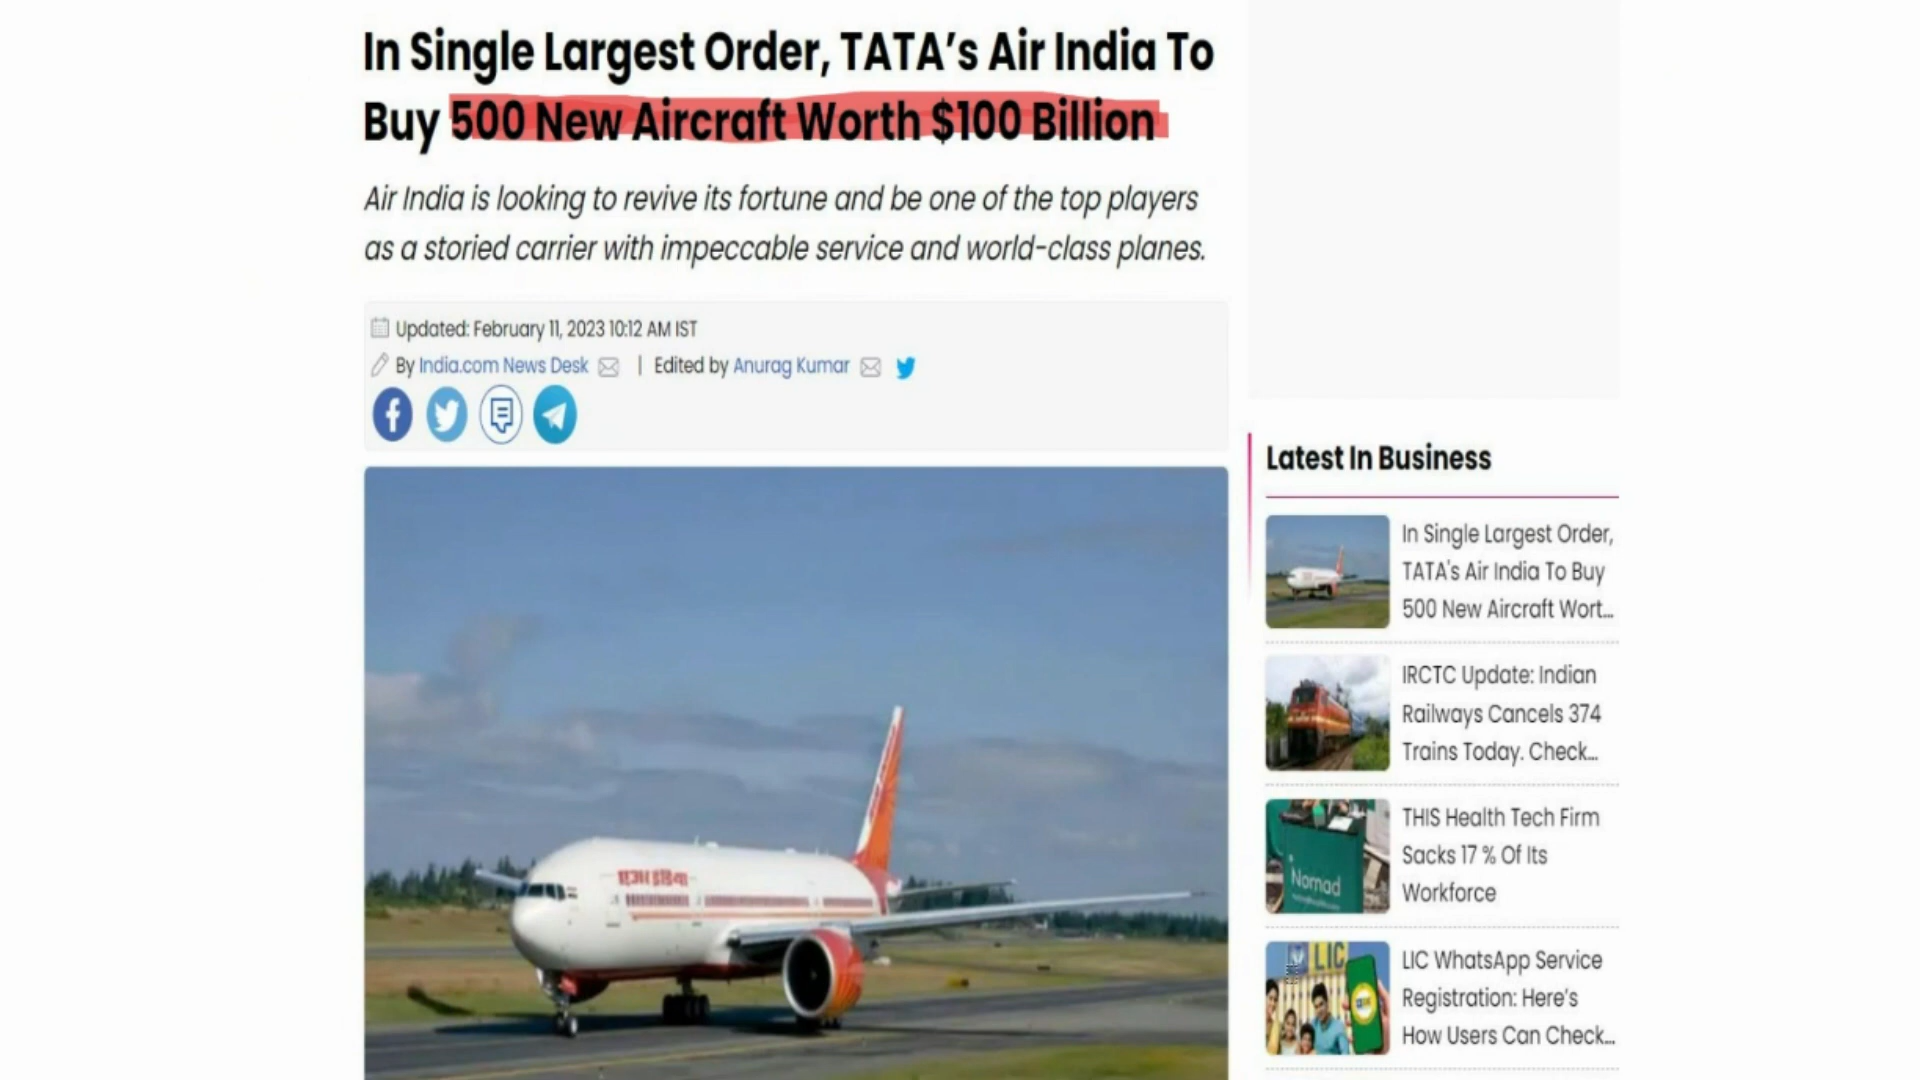 In Single Largest Order, TATA’s Air India To
Buy 500 New Aircraft Worth $100 Billion
Air India is looking to revive its fortune and be one of the top players
as a storied carrier with impeccable service and world-class planes.
Updated: February 11, 2023 10:12 AM IST
By India.com News Desk | Edited by Anurag Kumar
एअर इंडिया
Latest In Business
In Single Largest Order,
TATA's Air India To Buy
500 New Aircraft Wort...
IRCTC Update: Indian
Railways Cancels 374
Trains Today. Check...
THIS Health Tech Firm
Sacks 17 % Of Its
Workforce
Nomad
LIC WhatsApp Service
Registration: Here’s
How Users Can Check...
LIC